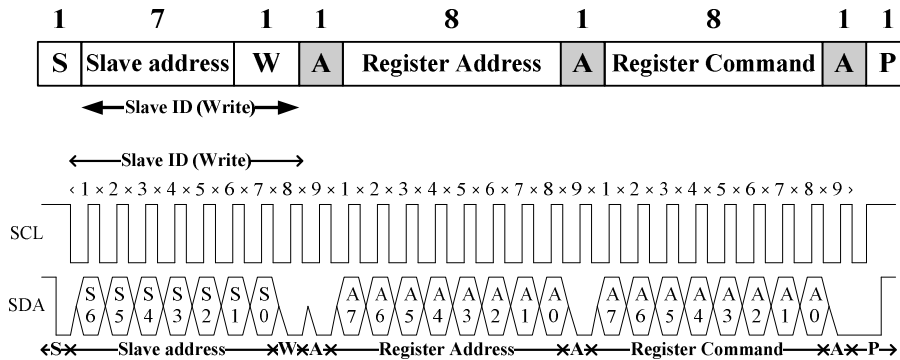 1 7 1 1 8 1 8 1 1
S Slave address W A Register Address A Register Command A P
Slave ID (Write)
Slave ID (Write)
‹ 1 × 2 × 3 × 4 × 5 × 6 × 7 × 8 × 9 × 1 × 2 × 3 × 4 × 5 × 6 × 7 × 8 × 9 × 1 × 2 × 3 × 4 × 5 × 6 × 7 × 8 × 9 ›
SCL
SDA S6 S5 S4 S3 S2 S1 S0 A7 A6 A5 A4 A3 A2 A1 A0 A7 A6 A5 A4 A3 A2 A1 A0
S Slave address W A Register Address A Register Command A P